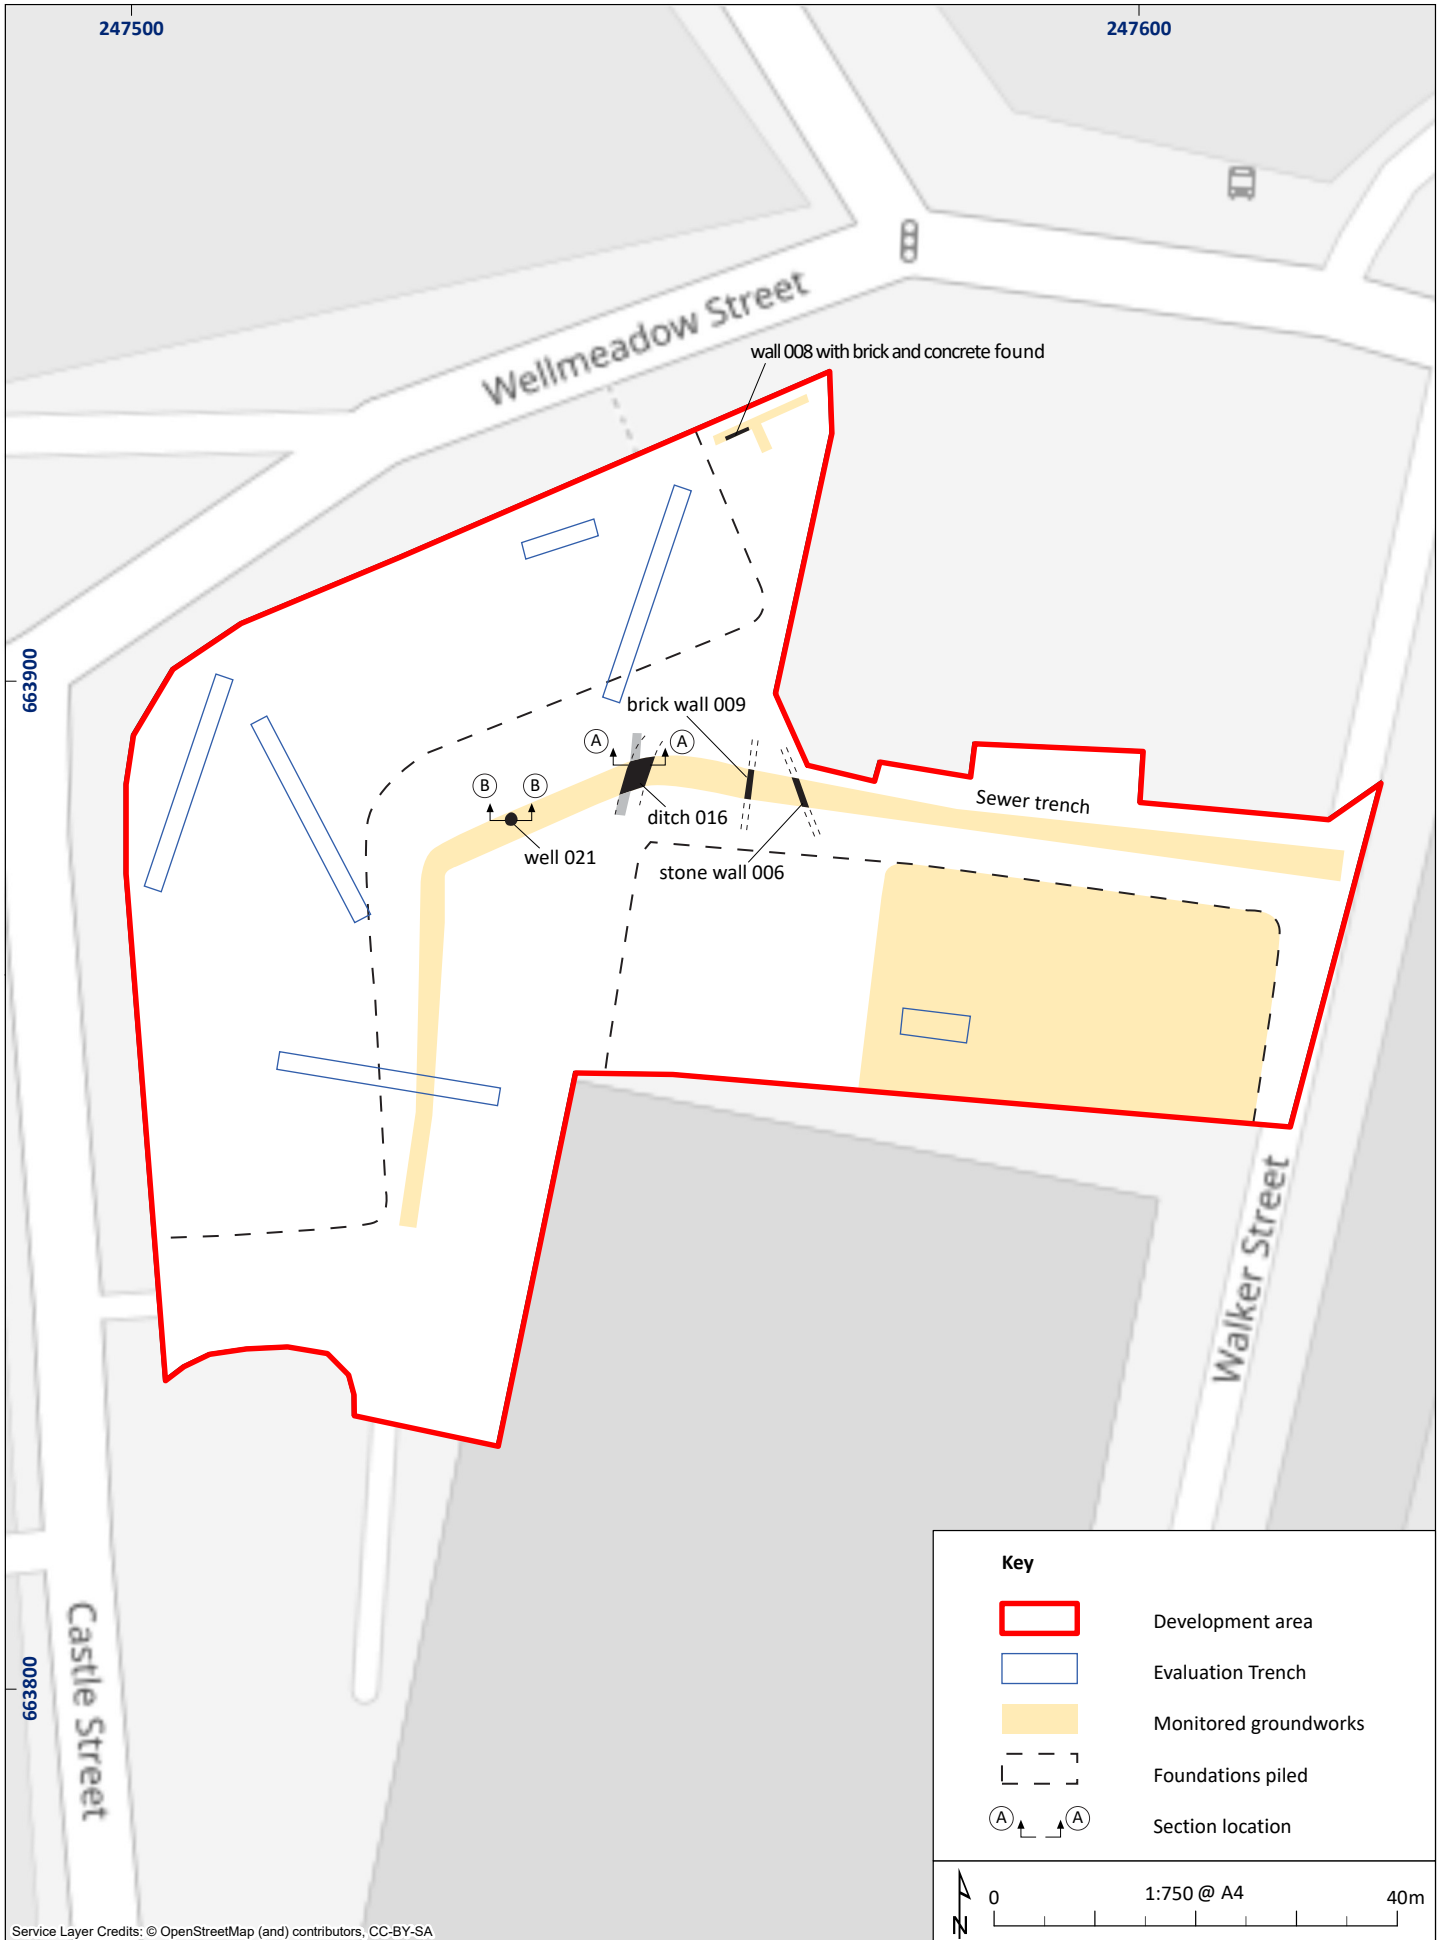 247500
247600
Wellmeadow Street
wall 008 with brick and concrete found
663900
brick wall 009
A
A
B
B
Sewer trench
ditch 016
well 021
stone wall 006
Walker Street
663800
Castle Street
Key
Development area
Evaluation Trench
Monitored groundworks
Foundations piled
A
A
Section location
N
0
1:750 @ A4
40m
Service Layer Credits: © OpenStreetMap (and) contributors, CC-BY-SA